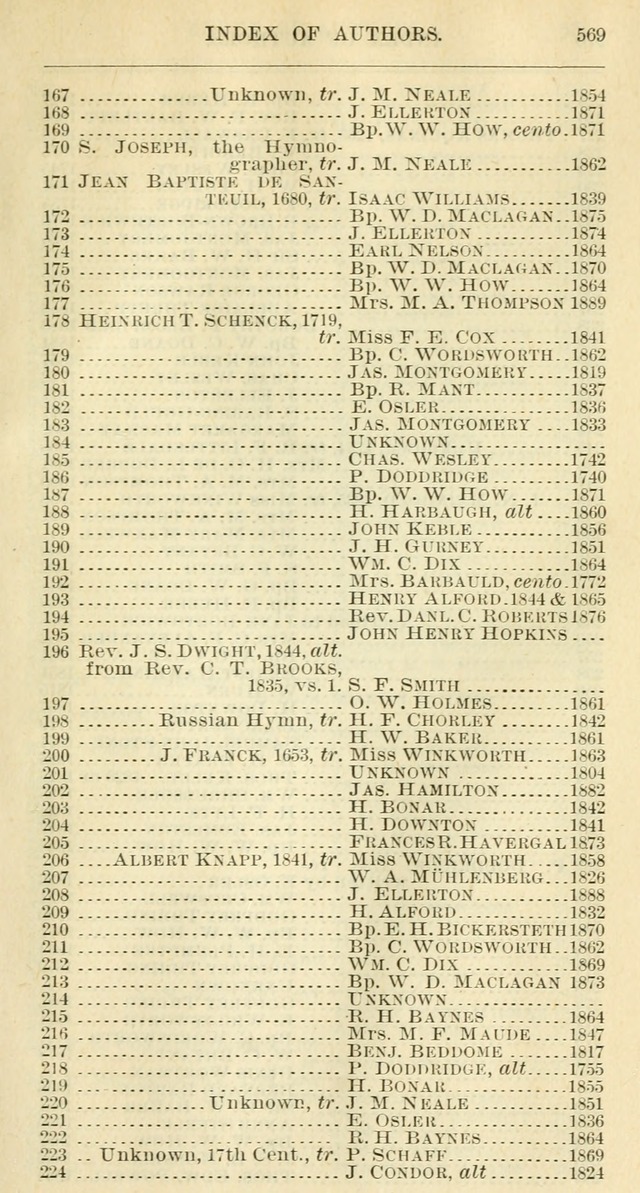 INDEX OF AUTHORS. 569
167 ............... Unknown, tr. J. M. NEALE ........... 1854
168 ............... J. ELLERTON ........... 1871
169 ............... Bp. W. W. HOW, cento. 1871
170 S. JOSEPH, the Hymno-
grapher, tr. J. M. NEALE ........... 1862
171 JEAN BAPTISTE DE SAN-
TEUIL, 1680, tr. ISAAC WILLIAMS ....... 1839
172 ............... Bp. W. D. MACLAGAN.. 1875
173 ............... J. ELLERTON ........... 1874
174 ............... EARL NELSON ........... 1864
175 ............... Bp. W. D. MACLAGAN.. 1870
176 ............... Bp. W. W. HOW ....... 1864
177 ............... Mrs. M. A. THOMPSON 1889
178 HEINRICH T. SCHENCK, 1719,
tr. Miss F. E. COX ........ 1841
179 ............... Bp. C. WORDSWORTH.. 1862
180 ............... JAS. MONTGOMERY ..... 1819
181 ............... Bp. R. MANT ........... 1837
182 ............... E. OSLER ............... 1836
183 ............... JAS. MONTGOMERY .... 1833
184 ............... UNKNOWN ...............
185 ............... CHAS. WESLEY ......... 1742
186 ............... P. DODDRIDGE ......... 1740
187 ............... Bp. W. W. HOW ....... 1871
188 ............... H. HARBAUGH, alt .... 1860
189 ............... JOHN KEBLE ........... 1856
190 ............... J. H. GURNEY ........... 1851
191 ............... WM. C. DIX ............. 1864
192 ............... Mrs. BARBAULD, cento. 1772
193 ............... HENRY ALFORD. 1844 & 1865
194 ............... Rev. DANL. C. ROBERTS 1876
195 ............... JOHN HENRY HOPKINS ....
196 Rev. J. S. DWIGHT, 1844, alt.
from Rev. C. T. BROOKS,
1835, vs. 1. S. F. SMITH ...............
197 ............... O. W. HOLMES ......... 1861
198 ......... Russian Hymn, tr. H. F. CHORLEY ........ 1842
199 ............... H. W. BAKER ........... 1861
200 ......... J. FRANCK, 1653, tr. Miss WINKWORTH ..... 1863
201 ............... UNKNOWN ............. 1804
202 ............... JAS. HAMILTON ........ 1882
203 ............... H. BONAR ............... 1842
204 ............... H. DOWNTON ........... 1841
205 ............... FRANCES R. HAVERGAL 1873
206 .... ALBERT KNAPP, 1841, tr. Miss WINKWORTH ..... 1858
207 ............... W. A. MÜHLENBERG ... 1826
208 ............... J. ELLERTON ........... 1888
209 ............... H. ALFORD ............. 1832
210 ............... Bp. E. H. BICKERSTETH 1870
211 ............... Bp. C. WORDSWORTH.. 1862
212 ............... WM. C. DIX ............. 1869
213 ............... Bp. W. D. MACLAGAN 1873
214 ............... UNKNOWN ...............
215 ............... R. H. BAYNES ......... 1864
216 ............... Mrs. M. F. MAUDE .... 1847
217 ............... BENJ. BEDDOME ....... 1817
218 ............... P. DODDRIDGE, alt .... 1755
219 ............... H. BONAR ............... 1855
220 ............... Unknown, tr. J. M. NEALE ........... 1851
221 ............... E. OSLER ............... 1836
222 ............... R. H. BAYNES ......... 1864
223 .. Unknown, 17th Cent., tr. P. SCHAFF ............. 1869
224 ............... J. CONDOR, alt ......... 1824